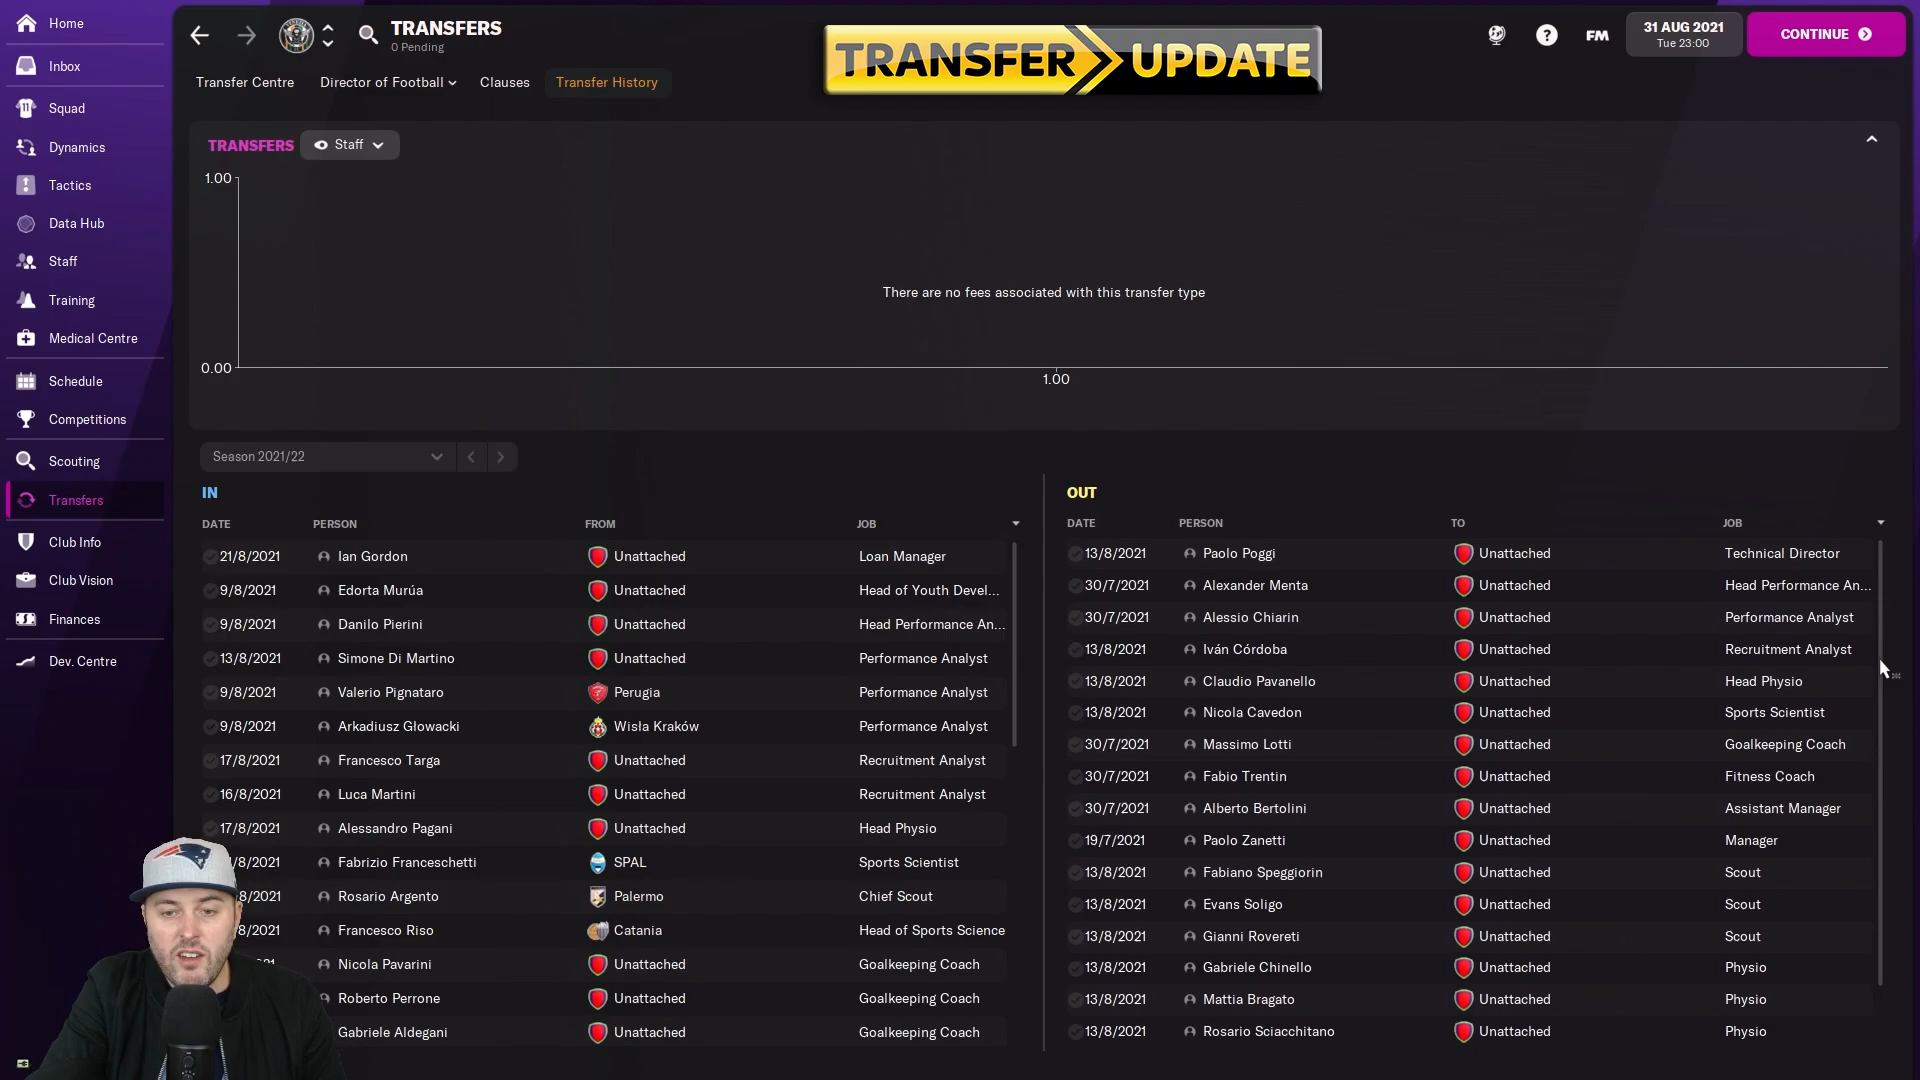 Home
Inbox
Squad
Dynamics
Tactics
Data Hub
Staff
Training
Medical Centre
Schedule
Competitions
Scouting
Transfers
Club Info
Club Vision
Finances
Dev. Centre
TRANSFERS
0 Pending
TRANSFER UPDATE
FM
31 AUG 2021
Tue 23:00
CONTINUE
Transfer Centre Director of Football Clauses Transfer History
TRANSFERS Staff
1.00
There are no fees associated with this transfer type
0.00
1.00
Season 2021/22
IN
DATE PERSON FROM JOB
21/8/2021 Ian Gordon Unattached Loan Manager
9/8/2021 Edorta Murúa Unattached Head of Youth Devel...
9/8/2021 Danilo Pierini Unattached Head Performance An...
13/8/2021 Simone Di Martino Unattached Performance Analyst
9/8/2021 Valerio Pignataro Perugia Performance Analyst
9/8/2021 Arkadiusz Głowacki Wisła Kraków Performance Analyst
17/8/2021 Francesco Targa Unattached Recruitment Analyst
16/8/2021 Luca Martini Unattached Recruitment Analyst
17/8/2021 Alessandro Pagani Unattached Head Physio
/8/2021 Fabrizio Franceschetti SPAL Sports Scientist
8/2021 Rosario Argento Palermo Chief Scout
8/2021 Francesco Riso Catania Head of Sports Science
Nicola Pavarini Unattached Goalkeeping Coach
Roberto Perrone Unattached Goalkeeping Coach
Gabriele Aldegani Unattached Goalkeeping Coach
OUT
DATE PERSON TO JOB
13/8/2021 Paolo Poggi Unattached Technical Director
30/7/2021 Alexander Menta Unattached Head Performance An...
30/7/2021 Alessio Chiarin Unattached Performance Analyst
13/8/2021 Iván Córdoba Unattached Recruitment Analyst
13/8/2021 Claudio Pavanello Unattached Head Physio
13/8/2021 Nicola Cavedon Unattached Sports Scientist
30/7/2021 Massimo Lotti Unattached Goalkeeping Coach
30/7/2021 Fabio Trentin Unattached Fitness Coach
30/7/2021 Alberto Bertolini Unattached Assistant Manager
19/7/2021 Paolo Zanetti Unattached Manager
13/8/2021 Fabiano Speggiorin Unattached Scout
13/8/2021 Evans Soligo Unattached Scout
13/8/2021 Gianni Rovereti Unattached Scout
13/8/2021 Gabriele Chinello Unattached Physio
13/8/2021 Mattia Bragato Unattached Physio
13/8/2021 Rosario Sciacchitano Unattached Physio